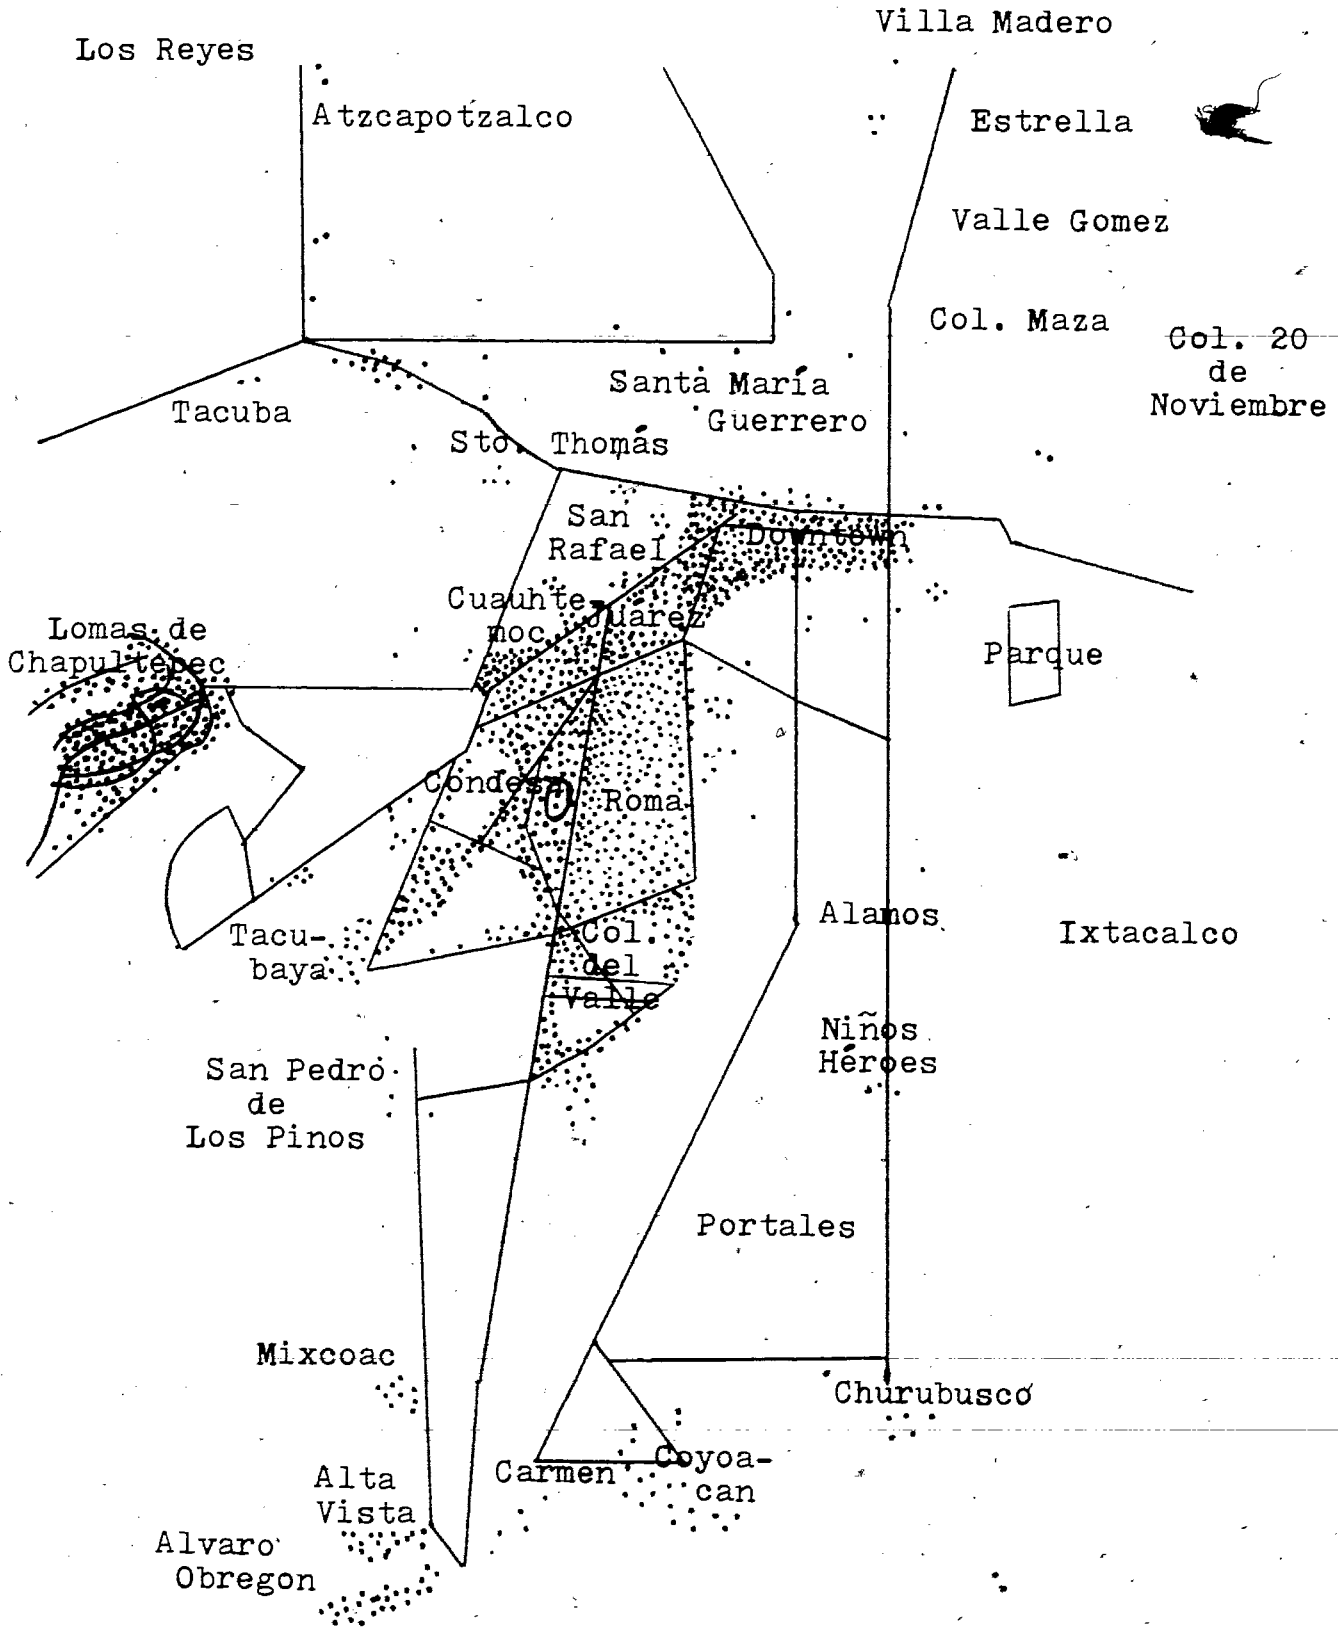 Villa Madero
Los Reyes
Atzcapotzalco
Estrella
Valle Gomez
Col. Maza
Col. 20
de
Noviembre
Santa María
Guerrero
Tacuba
Sto. Thomás
San
Rafael
Downtown
Cuauhte-
moc
Juárez
Lomas de
Chapultepec
Parque
Condesa
Roma
Alamos
Ixtacalco
Tacu-
baya
Col.
del
Valle
Niños
Héroes
San Pedro
de
Los Pinos
Portales
Mixcoac
Churubusco
Carmen
Coyoa-
can
Alta
Vista
Alvaro
Obregon